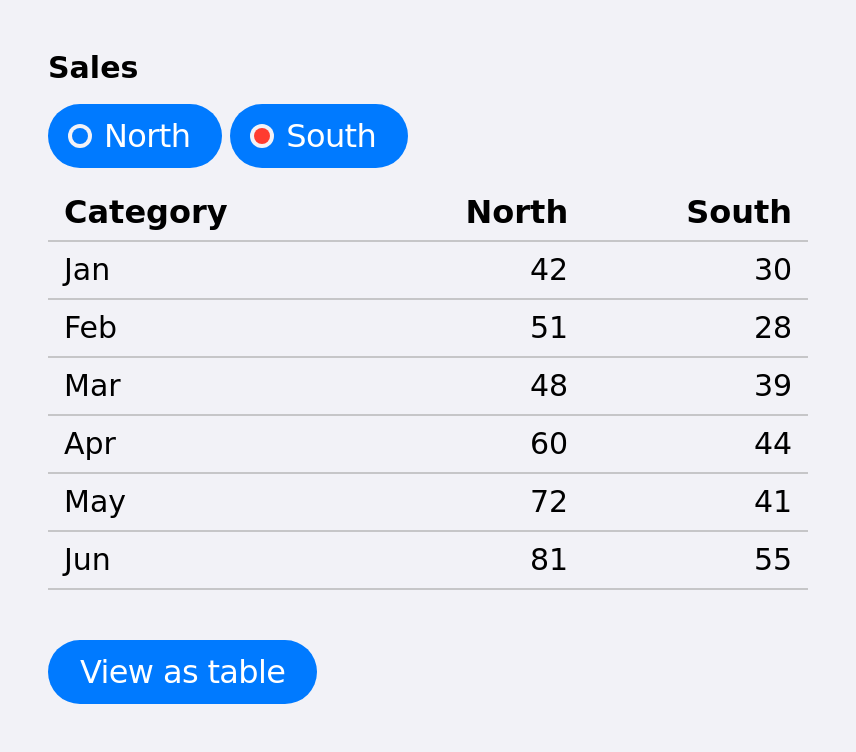 Sales
North South
Category North South
Jan 42 30
Feb 51 28
Mar 48 39
Apr 60 44
May 72 41
Jun 81 55
View as table